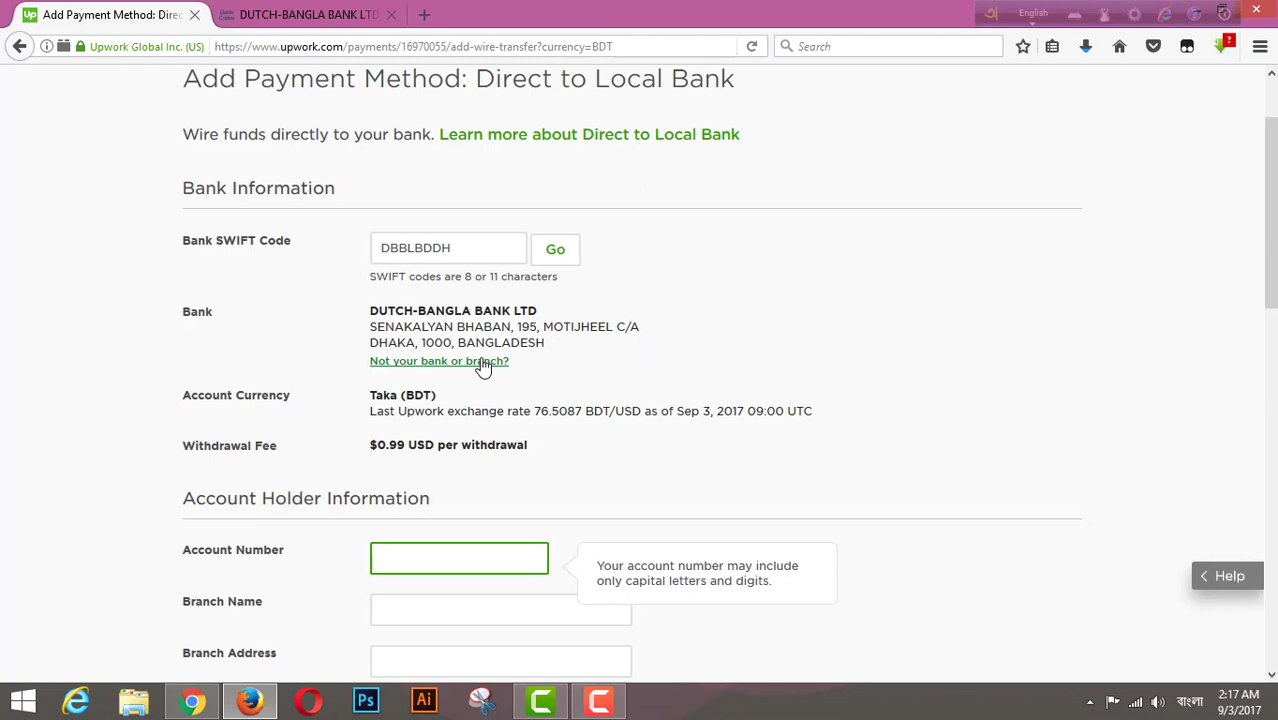 Add Payment Method: Direc
DUTCH-BANGLA BANK LTD
English
Upwork Global Inc. (US)
https://www.upwork.com/payments/16970055/add-wire-transfer?currency=BDT
Search
?
Add Payment Method: Direct to Local Bank
Wire funds directly to your bank. Learn more about Direct to Local Bank
Bank Information
Bank SWIFT Code
DBBLBDDH
Go
SWIFT codes are 8 or 11 characters
Bank
DUTCH-BANGLA BANK LTD
SENAKALYAN BHABAN, 195, MOTIJHEEL C/A
DHAKA, 1000, BANGLADESH
Not your bank or branch?
Account Currency
Taka (BDT)
Last Upwork exchange rate 76.5087 BDT/USD as of Sep 3, 2017 09:00 UTC
Withdrawal Fee
$0.99 USD per withdrawal
Account Holder Information
Account Number
Your account number may include
only capital letters and digits.
Branch Name
Branch Address
Help
Ps
Ai
বাংলা
2:17 AM
9/3/2017